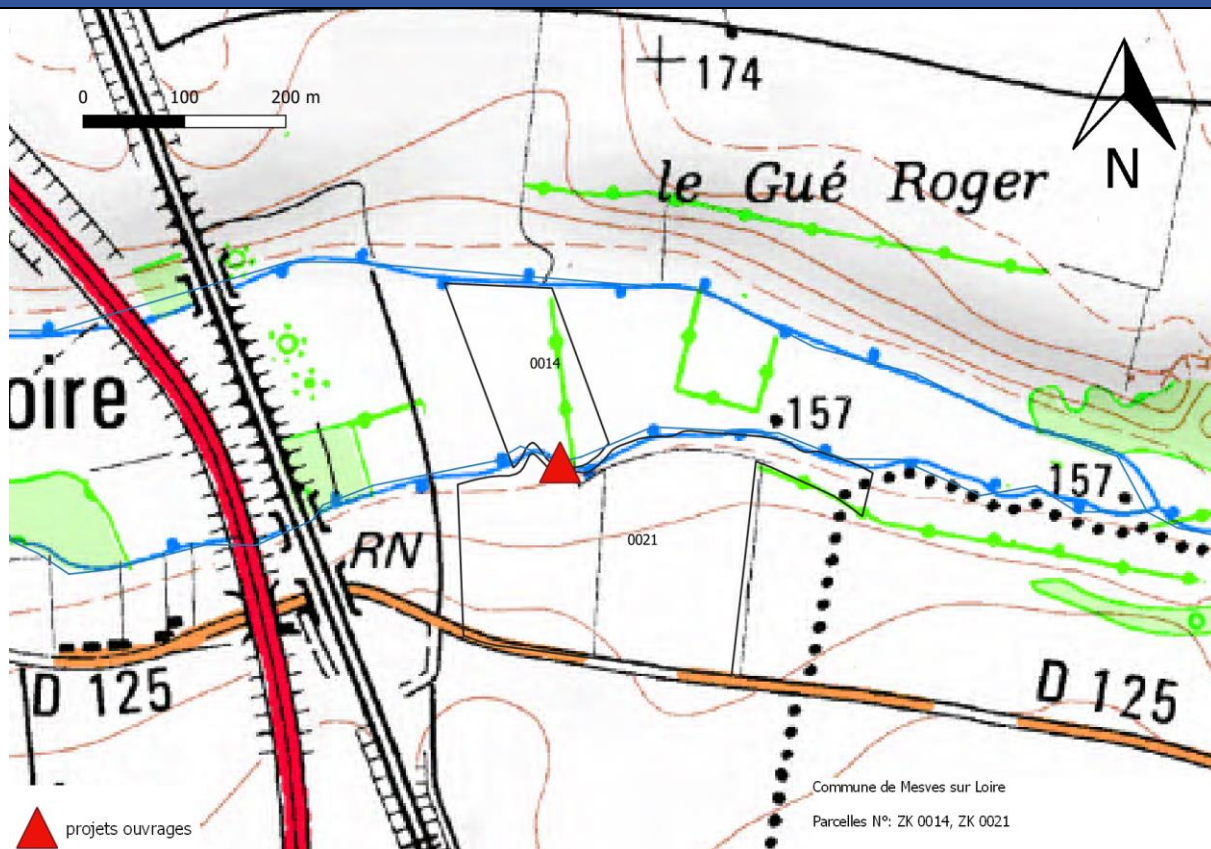 174
0 100 200 m
N
le Gué Roger
0014
oire
157
157
RN
0021
D 125
D 125
Commune de Mesves sur Loire
projets ouvrages
Parcelles N°: ZK 0014, ZK 0021